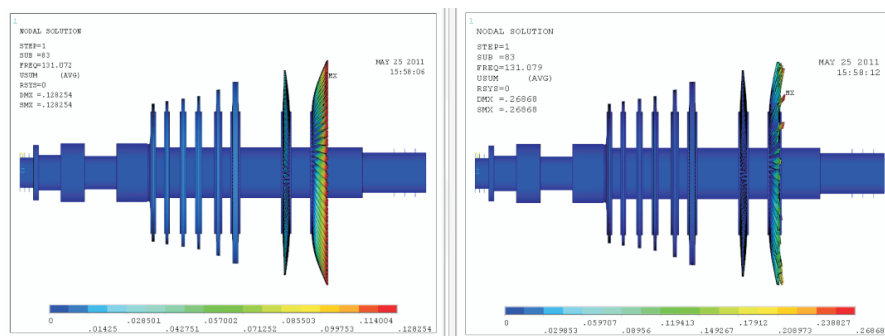 1
NODAL SOLUTION
STEP=1
SUB =83
FREQ=131.072
USUM (AVG)
RSYS=0
DMX =.128254
SMX =.128254
MAY 25 2011
15:58:06
MX
0 .028501 .057002 .085503 .114004
.01425 .042751 .071252 .099753 .128254
1
NODAL SOLUTION
STEP=1
SUB =83
FREQ=131.079
USUM (AVG)
RSYS=0
DMX =.26868
SMX =.26868
MAY 25 2011
15:58:12
MX
0 .059707 .119413 .17912 .238827
.029853 .08956 .149267 .208973 .26868